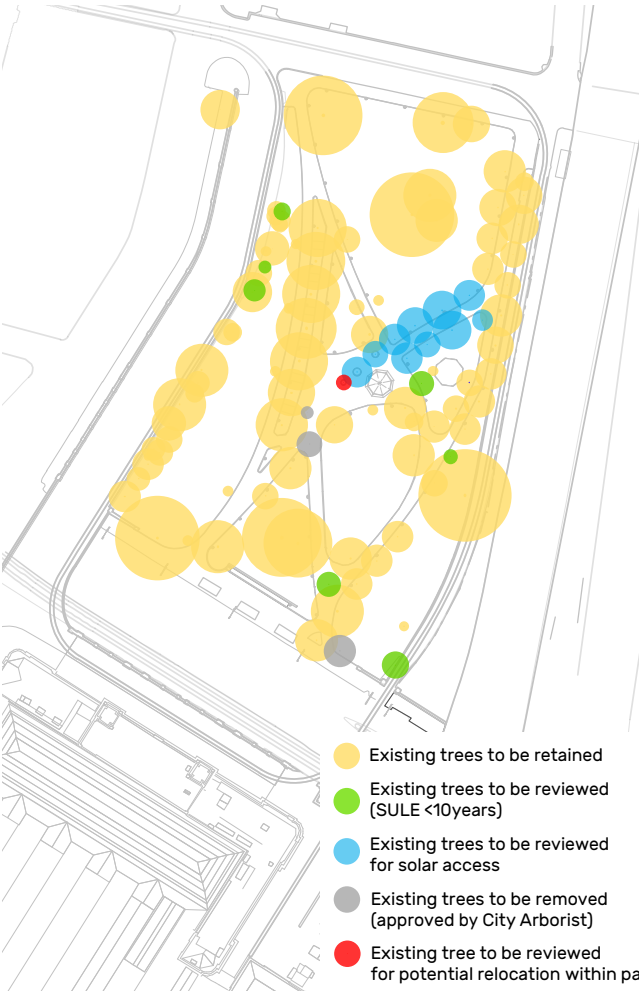 Existing trees to be retained
Existing trees to be reviewed
(SULE <10years)
Existing trees to be reviewed
for solar access
Existing trees to be removed
(approved by City Arborist)
Existing tree to be reviewed
for potential relocation within pa